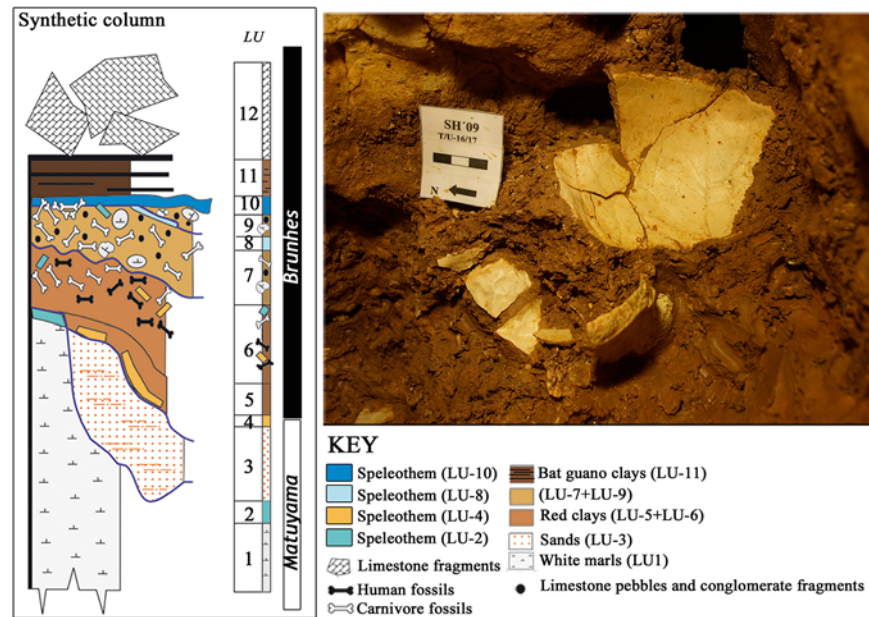 Synthetic column
LU
12
11
10
9
8
7
6
5
4
3
2
1
Brunhes
Matuyama
SH´09
T/U-16/17
N
KEY
Speleothem (LU-10)
Speleothem (LU-8)
Speleothem (LU-4)
Speleothem (LU-2)
Limestone fragments
Human fossils
Carnivore fossils
Bat guano clays (LU-11)
(LU-7+LU-9)
Red clays (LU-5+LU-6)
Sands (LU-3)
White marls (LU1)
Limestone pebbles and conglomerate fragments